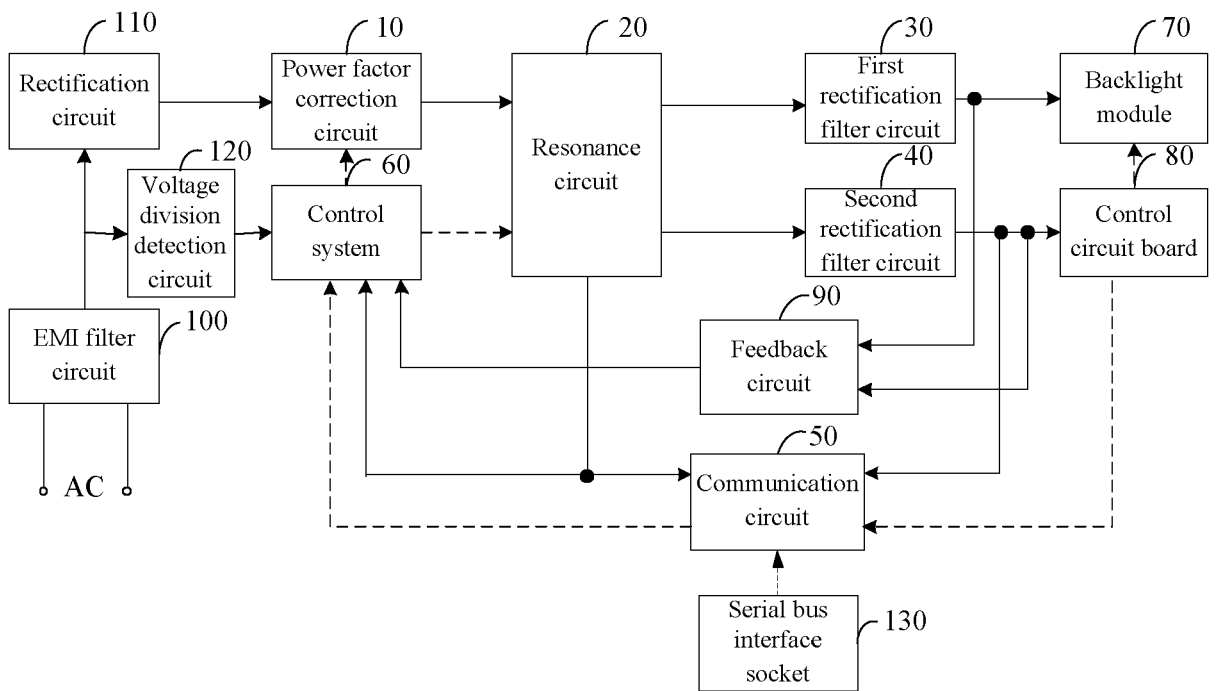 110
10
20
30
70
Rectification
circuit
Power factor
correction
circuit
Resonance
circuit
First
rectification
filter circuit
Backlight
module
120
60
40
80
Voltage
division
detection
circuit
Control
system
Second
rectification
filter circuit
Control
circuit board
100
EMI filter
circuit
90
Feedback
circuit
AC
50
Communication
circuit
130
Serial bus
interface
socket